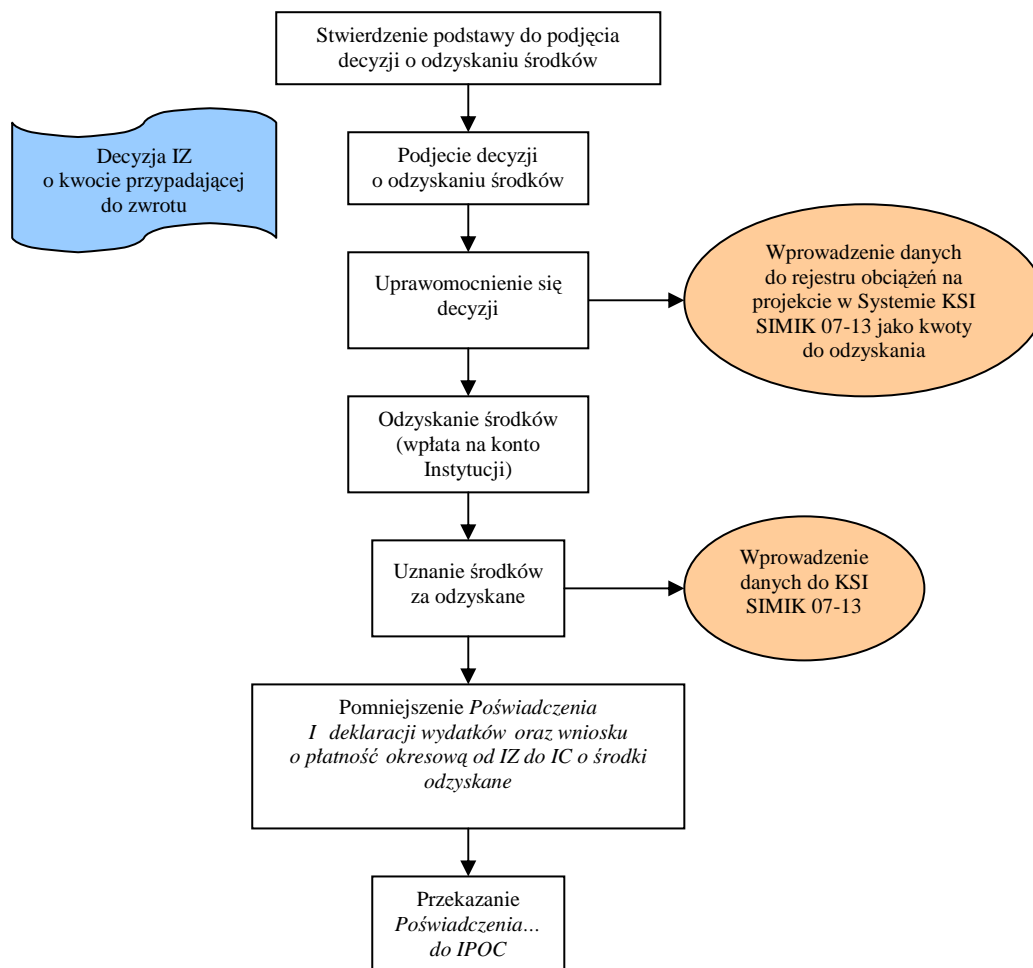 Stwierdzenie podstawy do podjęcia
decyzji o odzyskaniu środków
Decyzja IZ
o kwocie przypadającej
do zwrotu
Podjecie decyzji
o odzyskaniu środków
Uprawomocnienie się
decyzji
Wprowadzenie danych
do rejestru obciążeń na
projekcie w Systemie KSI
SIMIK 07-13 jako kwoty
do odzyskania
Odzyskanie środków
(wpłata na konto
Instytucji)
Uznanie środków
za odzyskane
Wprowadzenie
danych do KSI
SIMIK 07-13
Pomniejszenie Poświadczenia
I deklaracji wydatków oraz wniosku
o płatność okresową od IZ do IC o środki
odzyskane
Przekazanie
Poświadczenia…
do IPOC